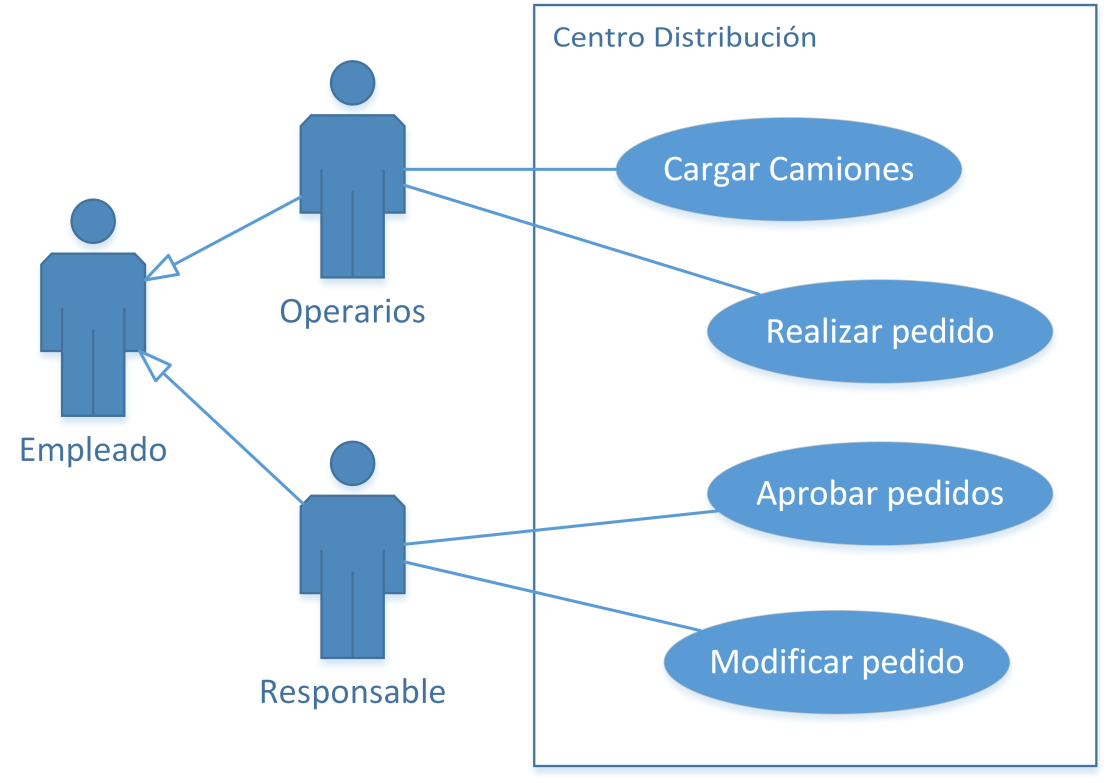 Centro Distribución
Cargar Camiones
Operarios
Realizar pedido
Empleado
Aprobar pedidos
Modificar pedido
Responsable